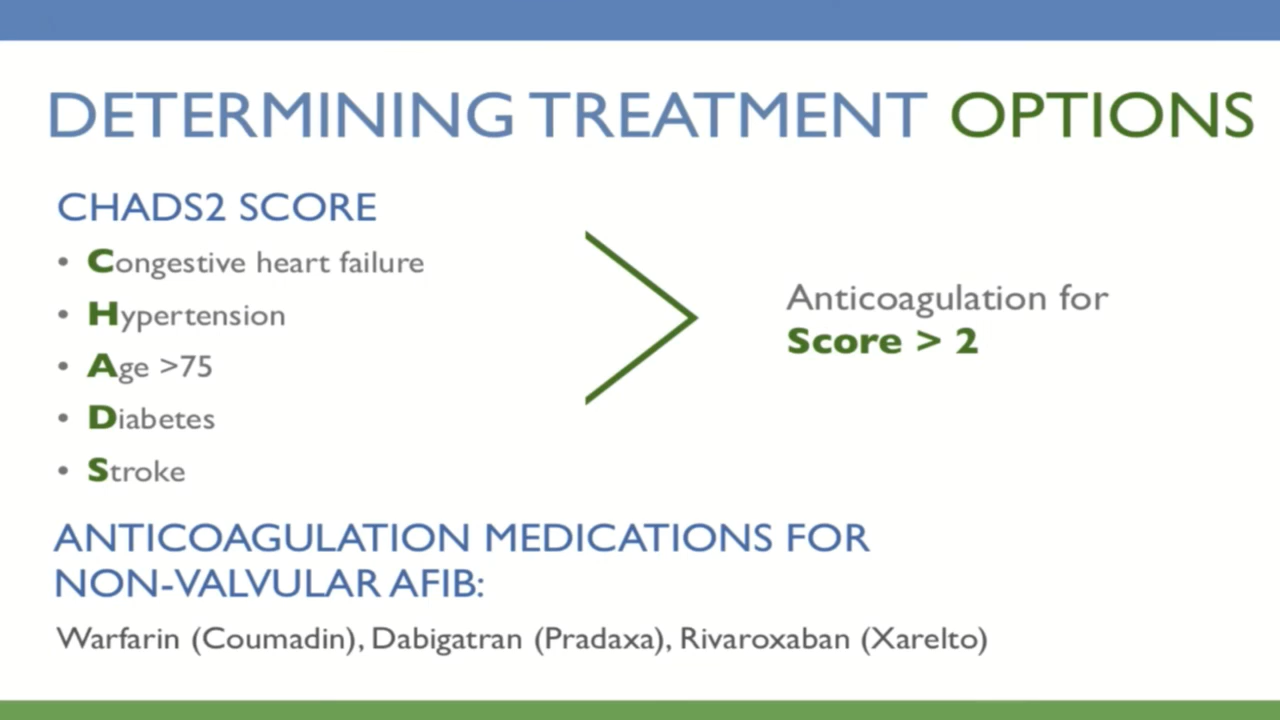 DETERMINING TREATMENT OPTIONS
CHADS2 SCORE
• Congestive heart failure
• Hypertension
• Age >75
• Diabetes
• Stroke
Anticoagulation for
Score > 2
ANTICOAGULATION MEDICATIONS FOR
NON-VALVULAR AFIB:
Warfarin (Coumadin), Dabigatran (Pradaxa), Rivaroxaban (Xarelto)